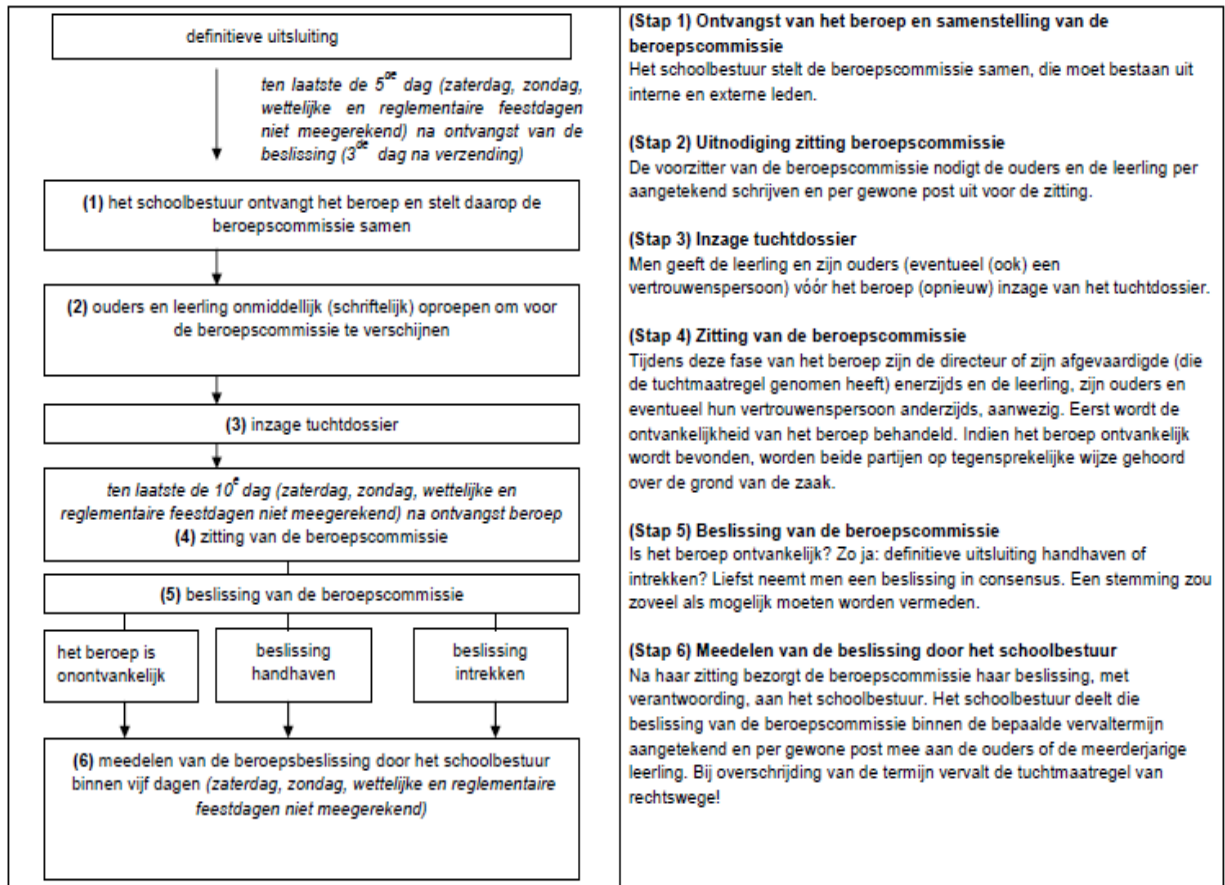 definitieve uitsluiting
ten laatste de 5de dag (zaterdag, zondag,
wettelijke en reglementaire feestdagen
niet meegerekend) na ontvangst van de
beslissing (3de dag na verzending)
(1) het schoolbestuur ontvangt het beroep en stelt daarop de
beroepscommissie samen
(2) ouders en leerling onmiddellijk (schriftelijk) oproepen om voor
de beroepscommissie te verschijnen
(3) inzage tuchtdossier
ten laatste de 10e dag (zaterdag, zondag, wettelijke en
reglementaire feestdagen niet meegerekend) na ontvangst beroep
(4) zitting van de beroepscommissie
(5) beslissing van de beroepscommissie
het beroep is
onontvankelijk
beslissing
handhaven
beslissing
intrekken
(6) meedelen van de beroepsbeslissing door het schoolbestuur
binnen vijf dagen (zaterdag, zondag, wettelijke en reglementaire
feestdagen niet meegerekend)
(Stap 1) Ontvangst van het beroep en samenstelling van de
beroepscommissie
Het schoolbestuur stelt de beroepscommissie samen, die moet bestaan uit
interne en externe leden.
(Stap 2) Uitnodiging zitting beroepscommissie
De voorzitter van de beroepscommissie nodigt de ouders en de leerling per
aangetekend schrijven en per gewone post uit voor de zitting.
(Stap 3) Inzage tuchtdossier
Men geeft de leerling en zijn ouders (eventueel (ook) een
vertrouwenspersoon) vóór het beroep (opnieuw) inzage van het tuchtdossier.
(Stap 4) Zitting van de beroepscommissie
Tijdens deze fase van het beroep zijn de directeur of zijn afgevaardigde (die
de tuchtmaatregel genomen heeft) enerzijds en de leerling, zijn ouders en
eventueel hun vertrouwenspersoon anderzijds, aanwezig. Eerst wordt de
ontvankelijkheid van het beroep behandeld. Indien het beroep ontvankelijk
wordt bevonden, worden beide partijen op tegensprekelijke wijze gehoord
over de grond van de zaak.
(Stap 5) Beslissing van de beroepscommissie
Is het beroep ontvankelijk? Zo ja: definitieve uitsluiting handhaven of
intrekken? Liefst neemt men een beslissing in consensus. Een stemming zou
zoveel als mogelijk moeten worden vermeden.
(Stap 6) Meedelen van de beslissing door het schoolbestuur
Na haar zitting bezorgt de beroepscommissie haar beslissing, met
verantwoording, aan het schoolbestuur. Het schoolbestuur deelt die
beslissing van de beroepscommissie binnen de bepaalde vervaltermijn
aangetekend en per gewone post mee aan de ouders of de meerderjarige
leerling. Bij overschrijding van de termijn vervalt de tuchtmaatregel van
rechtswege!